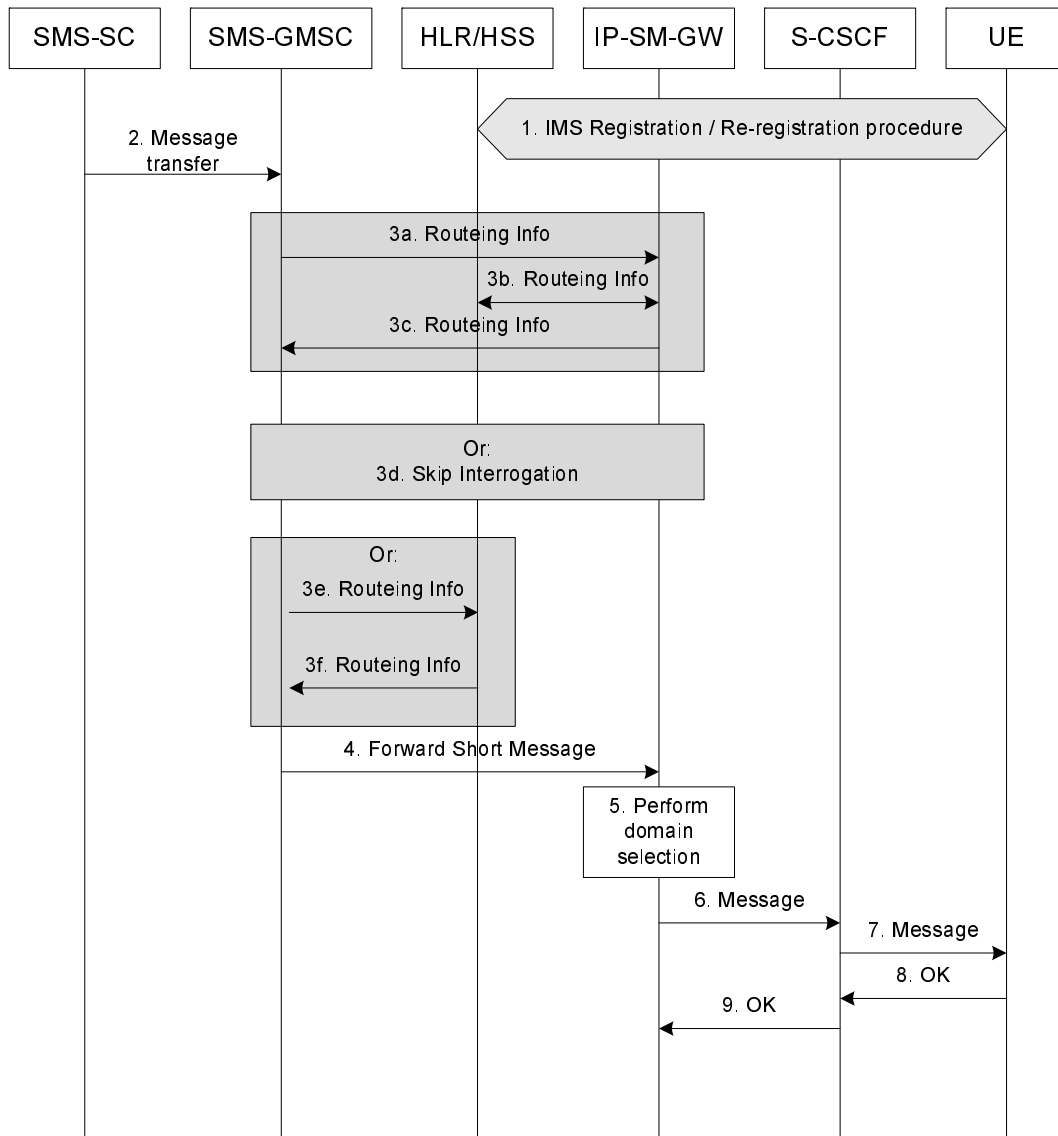 SMS-SC
SMS-GMSC
HLR/HSS
IP-SM-GW
S-CSCF
UE
1. IMS Registration / Re-registration procedure
2. Message
transfer
3a. Routeing Info
3b. Routeing Info
3c. Routeing Info
Or:
3d. Skip Interrogation
Or:
3e. Routeing Info
3f. Routeing Info
4. Forward Short Message
5. Perform
domain
selection
6. Message
7. Message
8. OK
9. OK